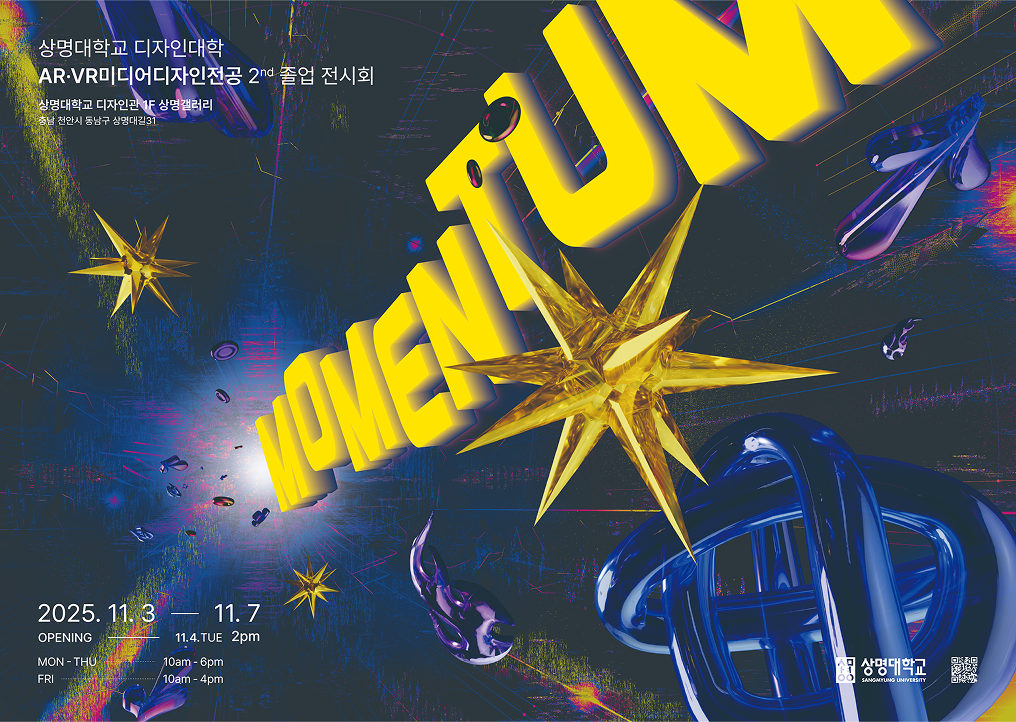 상명대학교 디자인대학
AR·VR미디어디자인전공 2nd 졸업 전시회
상명대학교 디자인관 1F 상명갤러리
충남 천안시 동남구 상명대길31
MOMENTUM
2025. 11. 3 — 11. 7
OPENING — 11.4.TUE 2pm
MON - THU 10am - 6pm
FRI 10am - 4pm
상명대학교
SANGMYUNG UNIVERSITY